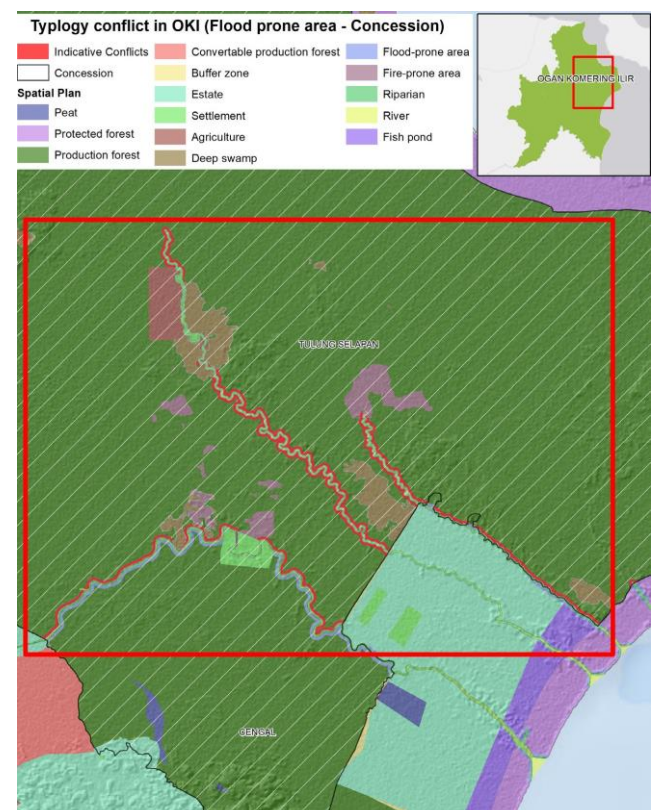 Typlogy conflict in OKI (Flood prone area - Concession)
Indicative Conflicts
Concession
Spatial Plan
Peat
Protected forest
Production forest
Convertable production forest
Buffer zone
Estate
Settlement
Agriculture
Deep swamp
Flood-prone area
Fire-prone area
Riparian
River
Fish pond
OGAN KOMERING ILIR
TULUNG SELAPAN
CENGAL